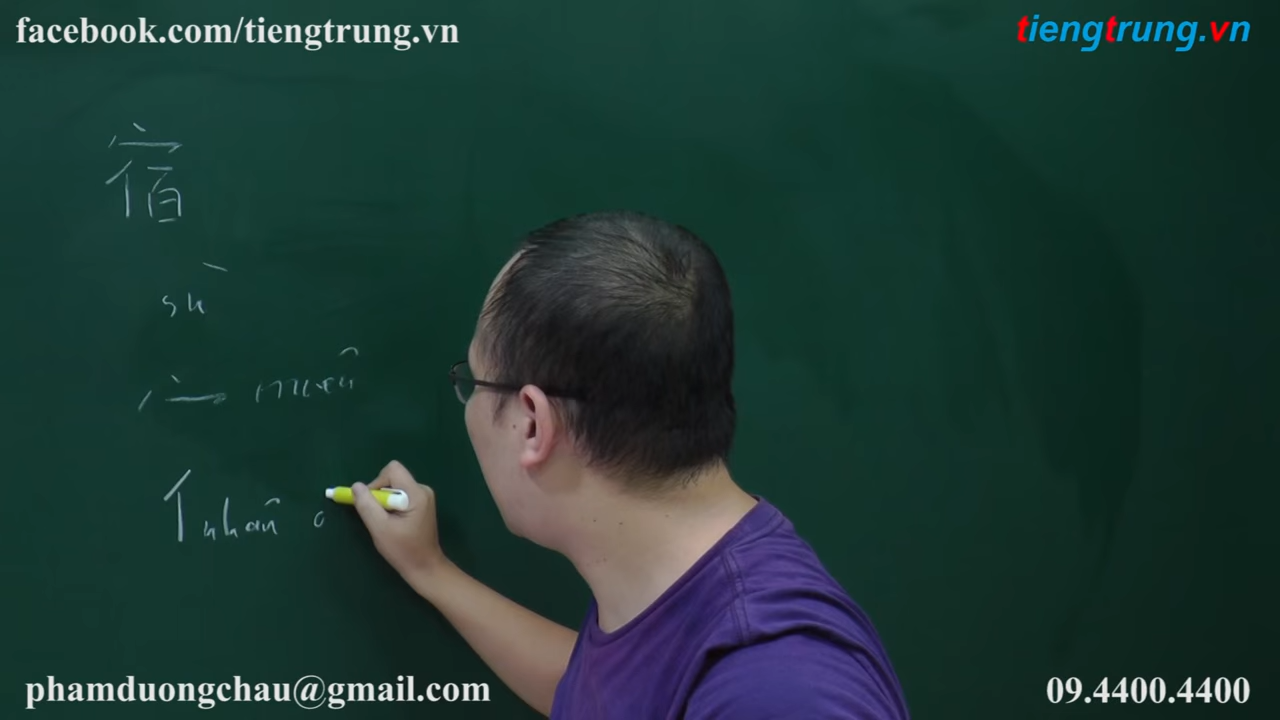 facebook.com/tiengtrung.vn
tiengtrung.vn
宿
sù
宀 miên
亻 nhân
phamduongchau@gmail.com
09.4400.4400